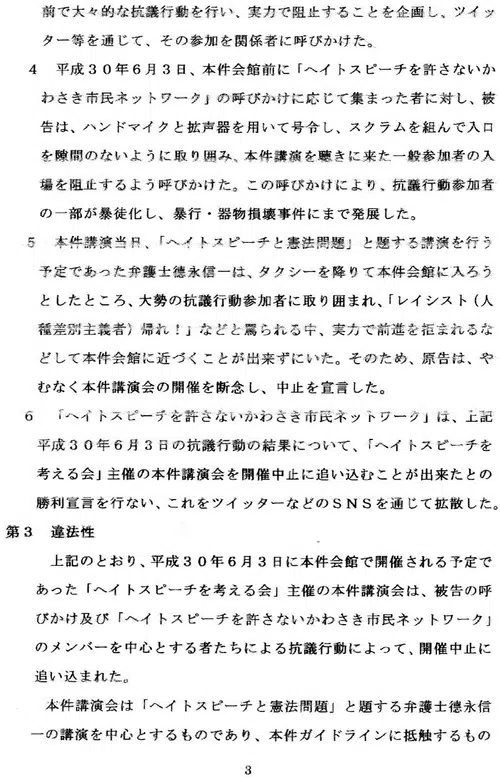 前で大々的な抗議行動を行い、実力で阻止することを企画し、ツイッ
ター等を通じて、その参加を関係者に呼びかけた。
４　平成３０年６月３日、本件会館前に「ヘイトスピーチを許さないか
わさき市民ネットワーク」の呼びかけに応じて集まった者に対し、被
告は、ハンドマイクと拡声器を用いて号令し、スクラムを組んで入口
を隙間のないように取り囲み、本件講演を聴きに来た一般参加者の入
場を阻止するよう呼びかけた。この呼びかけにより、抗議行動参加者
の一部が暴徒化し、暴行・器物損壊事件にまで発展した。
５　本件講演当日、「ヘイトスピーチと憲法問題」と題する講演を行う
予定であった弁護士德永信一は、タクシーを降りて本件会館に入ろう
としたところ、大勢の抗議行動参加者に取り囲まれ、「レイシスト（人
種差別主義者）帰れ！」などと罵られる中、実力で前進を拒まれるな
どして本件会館に近づくことが出来ずにいた。そのため、原告は、や
むなく本件講演会の開催を断念し、中止を宣言した。
６　「ヘイトスピーチを許さないかわさき市民ネットワーク」は、上記
平成３０年６月３日の抗議行動の結果について、「ヘイトスピーチを
考える会」主催の本件講演会を開催中止に追い込むことが出来たとの
勝利宣言を行ない、これをツイッターなどのＳＮＳを通じて拡散した。
第３　違法性
上記のとおり、平成３０年６月３日に本件会館で開催される予定で
あった「ヘイトスピーチを考える会」主催の本件講演会は、被告の呼
びかけ及び「ヘイトスピーチを許さないかわさき市民ネットワーク」
のメンバーを中心とする者たちによる抗議行動によって、開催中止に
追い込まれた。
本件講演会は「ヘイトスピーチと憲法問題」と題する弁護士德永信
一の講演を中心とするものであり、本件ガイドラインに抵触するもの
3